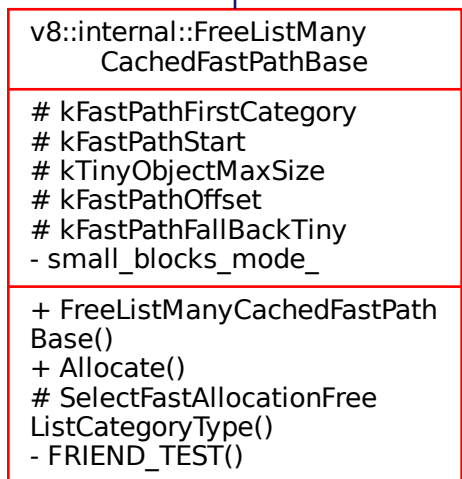 v8::internal::FreeListMany
CachedFastPathBase
# kFastPathFirstCategory
# kFastPathStart
# kTinyObjectMaxSize
# kFastPathOffset
# kFastPathFallBackTiny
- small_blocks_mode_
+ FreeListManyCachedFastPath
Base()
+ Allocate()
# SelectFastAllocationFree
ListCategoryType()
- FRIEND_TEST()